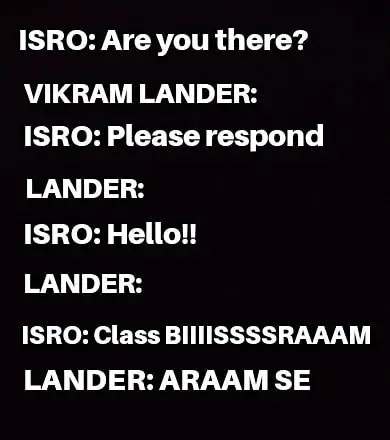 ISRO: Are you there?
VIKRAM LANDER:
ISRO: Please respond
LANDER:
ISRO: Hello!!
LANDER:
ISRO: Class BIIIISSSSRAAAM
LANDER: ARAAM SE